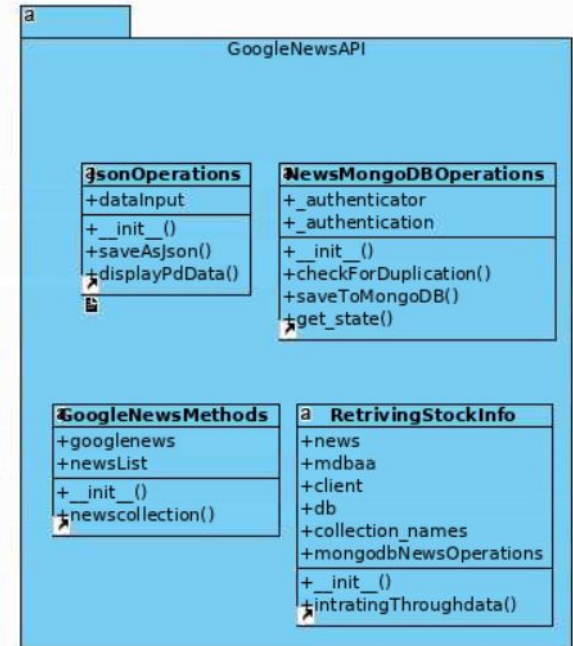 a
GoogleNewsAPI
a
JsonOperations
+dataInput
+__init__()
+saveAsJson()
+displayPdData()
a
NewsMongoDBOperations
+_authenticator
+_authentication
+__init__()
+checkForDuplication()
+saveToMongoDB()
+get_state()
a
GoogleNewsMethods
+googlenews
+newsList
+__init__()
+newscollection()
a
RetrivingStockInfo
+news
+mdbaa
+client
+db
+collection_names
+mongodbNewsOperations
+__init__()
+intratingThroughdata()